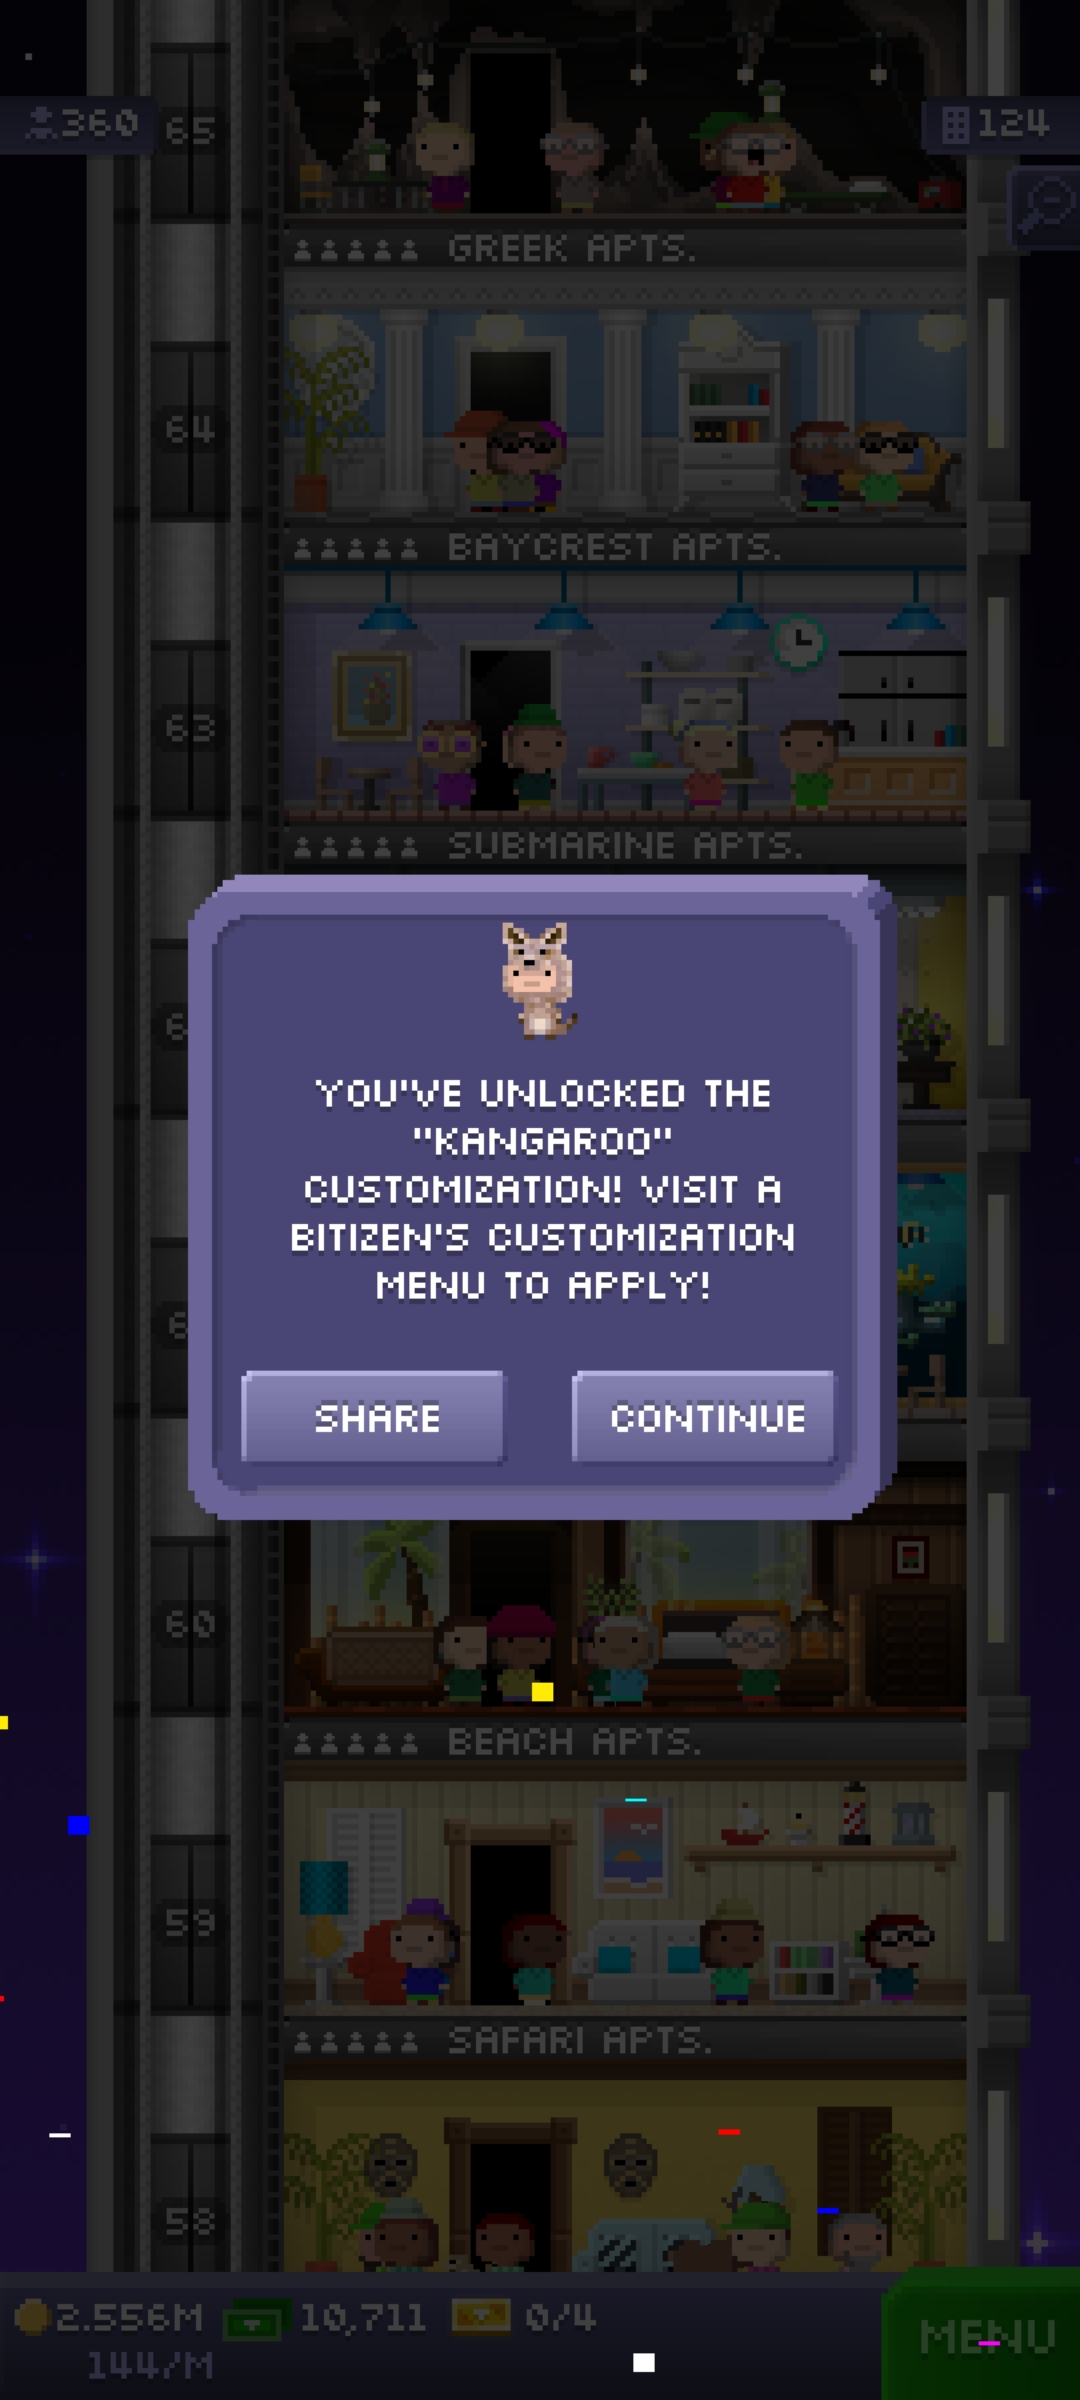 360
65
124
GREEK APTS.
64
BAYCREST APTS.
63
SUBMARINE APTS.
YOU'VE UNLOCKED THE
"KANGAROO"
CUSTOMIZATION! VISIT A
BITIZEN'S CUSTOMIZATION
MENU TO APPLY!
SHARE
CONTINUE
60
BEACH APTS.
59
SAFARI APTS.
58
2.556M
10,711
0/4
MENU
144/M